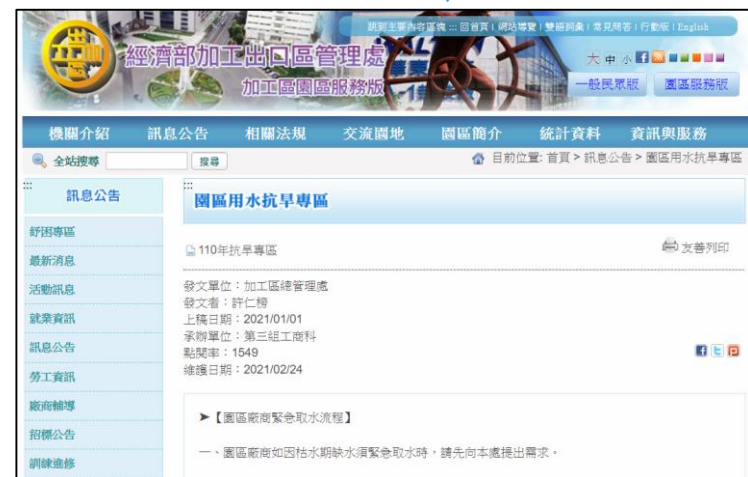 跳到主要內容區塊 ::: 回首頁 | 網站導覽 | 雙語詞彙 | 常見問答 | 行動版 | English
經濟部加工出口區管理處
大 中 小
加工區園區服務版
一般民眾版 園區服務版
機關介紹 訊息公告 相關法規 交流園地 園區簡介 統計資料 資訊與服務
全站搜尋 搜尋 目前位置: 首頁 > 訊息公告 > 園區用水抗旱專區
:::
訊息公告
紓困專區
最新消息
活動訊息
就業資訊
訊息公告
勞工資訊
廠商輔導
招標公告
訓練進修
:::
園區用水抗旱專區
110年抗旱專區 友善列印
發文單位：加工區總管理處
發文者：許仁榜
上稿日期：2021/01/01
承辦單位：第三組工商科
點閱率：1549
維護日期：2021/02/24
➤【園區廠商緊急取水流程】
一、園區廠商如因枯水期缺水須緊急取水時，請先向本處提出需求。